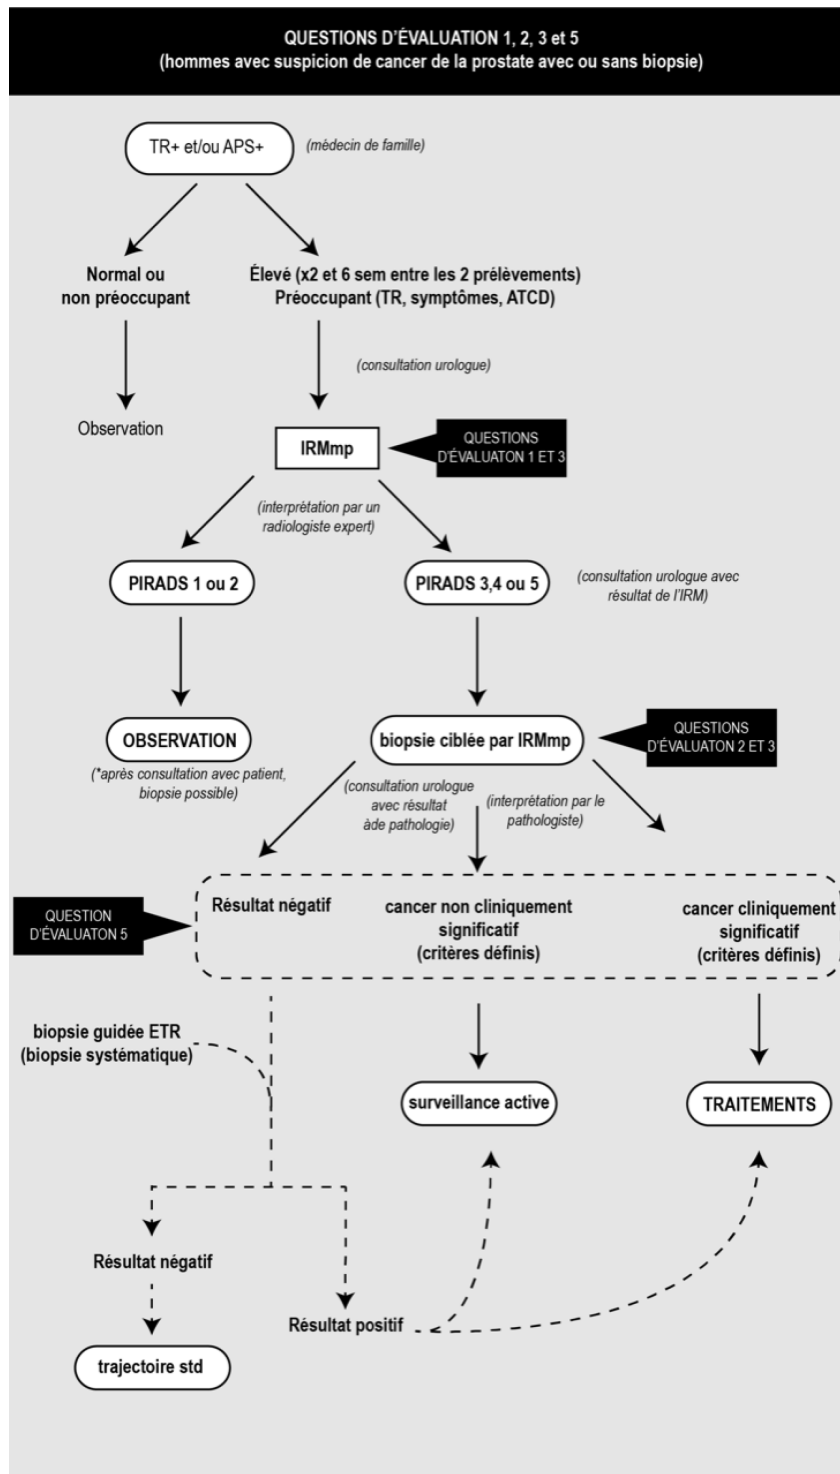 QUESTIONS D'ÉVALUATION 1, 2, 3 et 5
(hommes avec suspicion de cancer de la prostate avec ou sans biopsie)
TR+ et/ou APS+
(médecin de famille)
Normal ou
non préoccupant
Élevé (x2 et 6 sem entre les 2 prélèvements)
Préoccupant (TR, symptômes, ATCD)
(consultation urologue)
Observation
IRMmp
QUESTIONS
D'ÉVALUATON 1 ET 3
(interprétation par un
radiologiste expert)
PIRADS 1 ou 2
PIRADS 3,4 ou 5
(consultation urologue avec
résultat de l'IRM)
OBSERVATION
(*après consultation avec patient,
biopsie possible)
biopsie ciblée par IRMmp
QUESTIONS
D'ÉVALUATON 2 ET 3
(consultation urologue
avec résultat
àde pathologie)
(interprétation par le
pathologiste)
QUESTION
D'ÉVALUATON 5
Résultat négatif
cancer non cliniquement
significatif
(critères définis)
cancer cliniquement
significatif
(critères définis)
biopsie guidée ETR
(biopsie systématique)
surveillance active
TRAITEMENTS
Résultat négatif
Résultat positif
trajectoire std